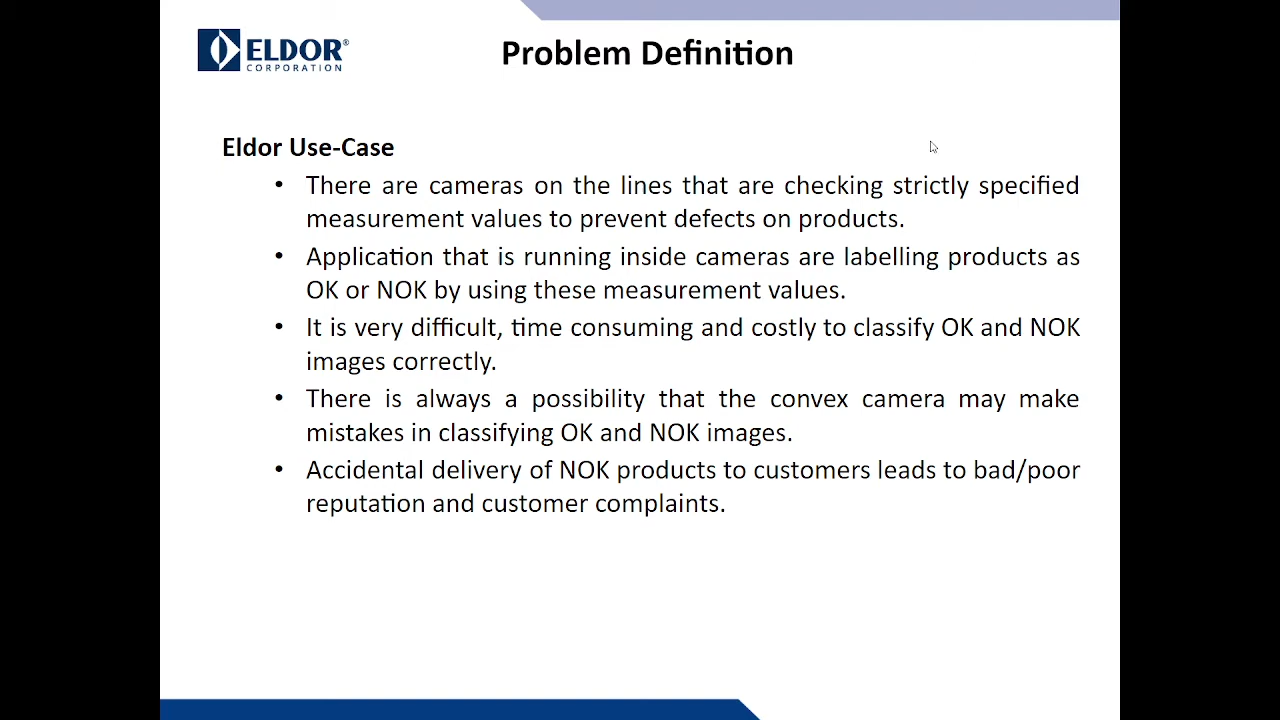 ELDOR®
CORPORATION
Problem Definition
Eldor Use-Case
• There are cameras on the lines that are checking strictly specified
measurement values to prevent defects on products.
• Application that is running inside cameras are labelling products as
OK or NOK by using these measurement values.
• It is very difficult, time consuming and costly to classify OK and NOK
images correctly.
• There is always a possibility that the convex camera may make
mistakes in classifying OK and NOK images.
• Accidental delivery of NOK products to customers leads to bad/poor
reputation and customer complaints.